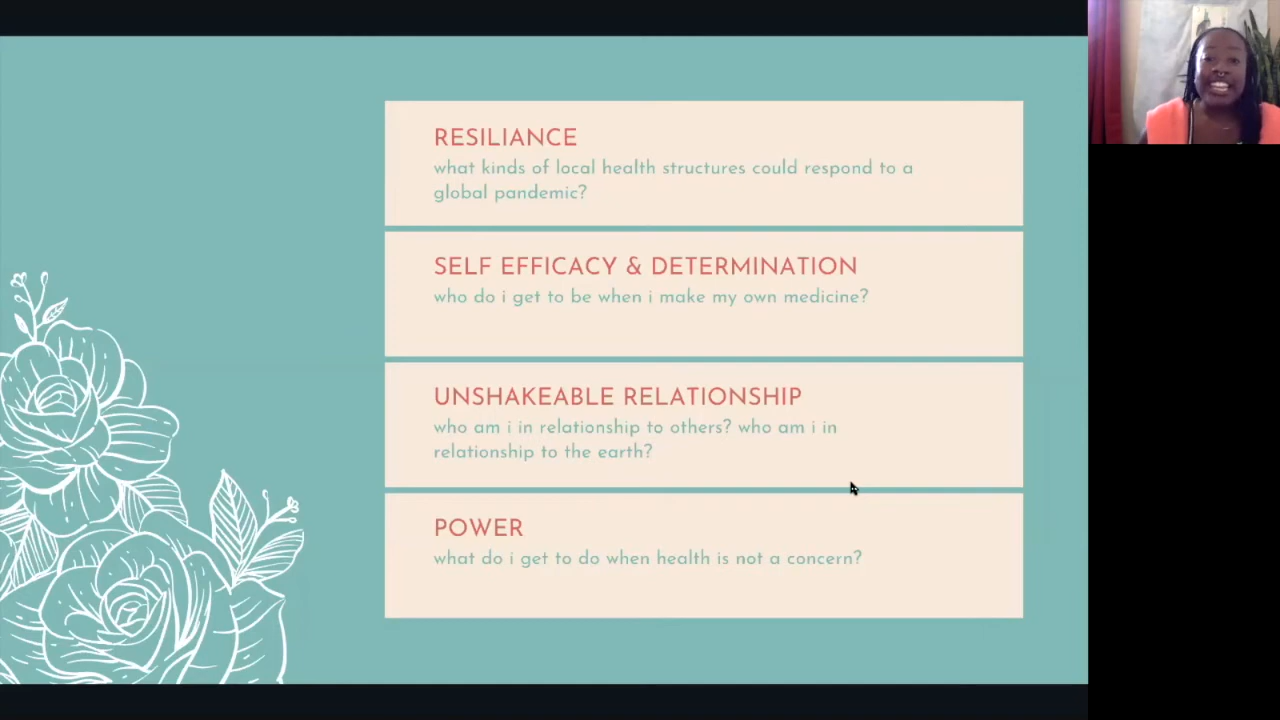 RESILIANCE
what kinds of local health structures could respond to a
global pandemic?
SELF EFFICACY & DETERMINATION
who do i get to be when i make my own medicine?
UNSHAKEABLE RELATIONSHIP
who am i in relationship to others? who am i in
relationship to the earth?
POWER
what do i get to do when health is not a concern?